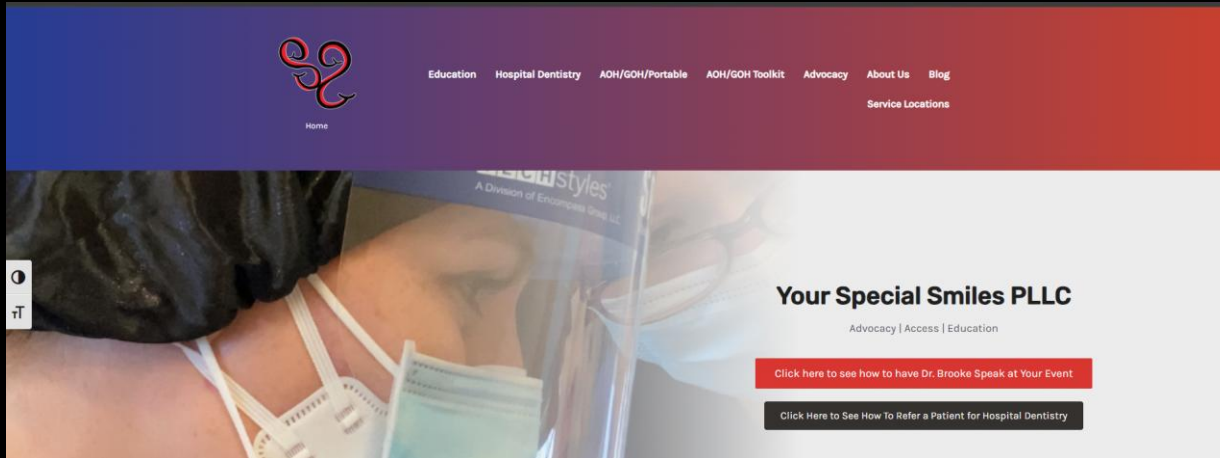 Education Hospital Dentistry AOH/GOH/Portable AOH/GOH Toolkit Advocacy About Us Blog
Service Locations
Home
styles
A Division of Encompass Group LLC
Your Special Smiles PLLC
Advocacy | Access | Education
Click here to see how to have Dr. Brooke Speak at Your Event
Click Here to See How To Refer a Patient for Hospital Dentistry
TT